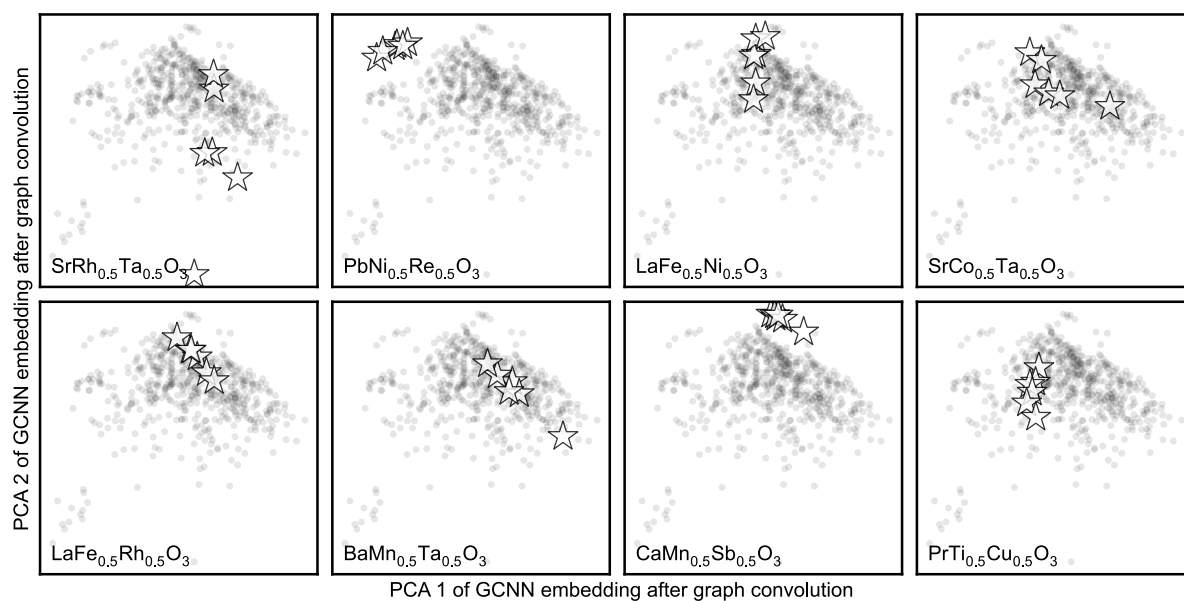 PCA 2 of GCNN embedding after graph convolution
SrRh0.5Ta0.5O3
PbNi0.5Re0.5O3
LaFe0.5Ni0.5O3
SrCo0.5Ta0.5O3
LaFe0.5Rh0.5O3
BaMn0.5Ta0.5O3
CaMn0.5Sb0.5O3
PrTi0.5Cu0.5O3
PCA 1 of GCNN embedding after graph convolution